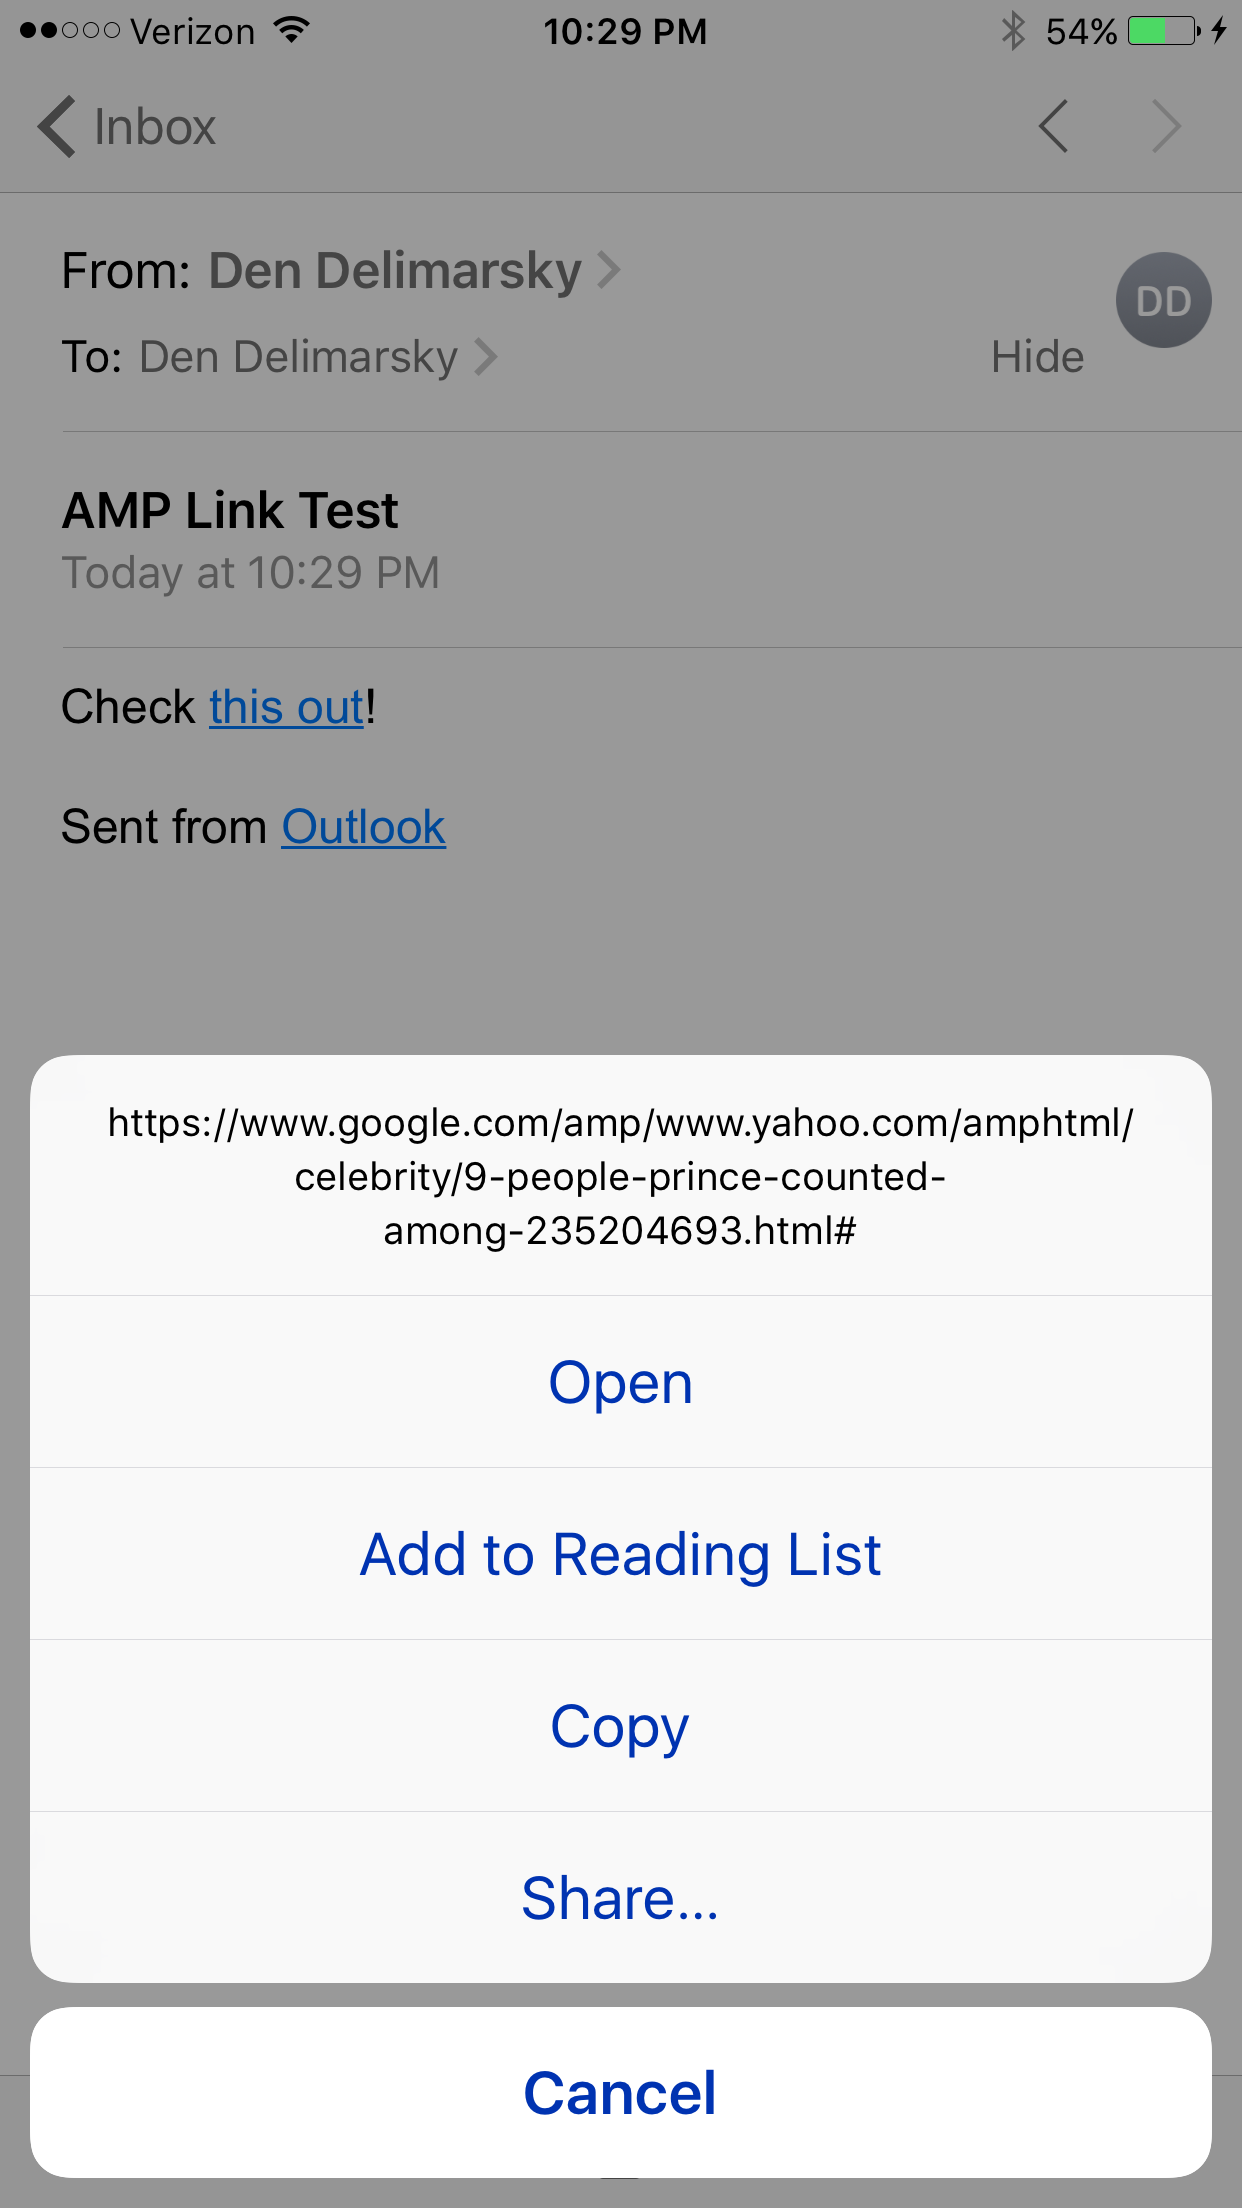 Verizon 10:29 PM 54%
Inbox
From: Den Delimarsky
DD
To: Den Delimarsky Hide
AMP Link Test
Today at 10:29 PM
Check this out!
Sent from Outlook
https://www.google.com/amp/www.yahoo.com/amphtml/
celebrity/9-people-prince-counted-
among-235204693.html#
Open
Add to Reading List
Copy
Share...
Cancel